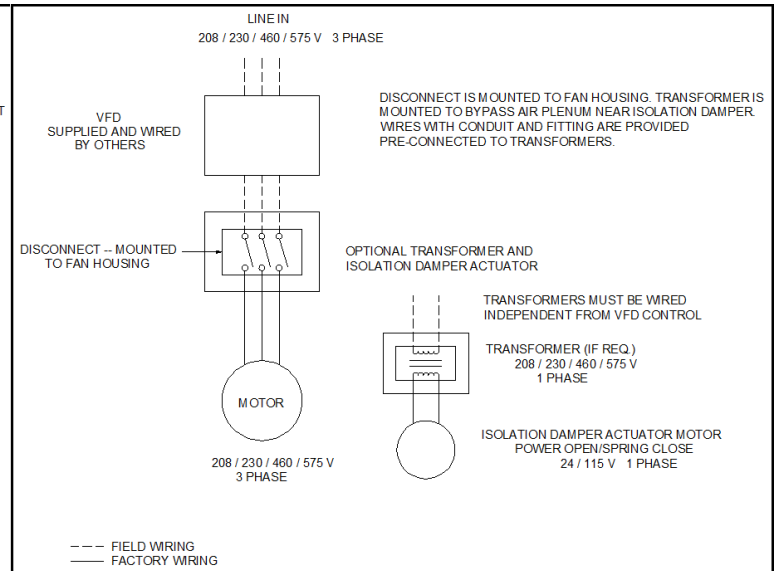 LINE IN
208 / 230 / 460 / 575 V 3 PHASE
T
VFD
SUPPLIED AND WIRED
BY OTHERS
DISCONNECT IS MOUNTED TO FAN HOUSING. TRANSFORMER IS
MOUNTED TO BYPASS AIR PLENUM NEAR ISOLATION DAMPER.
WIRES WITH CONDUIT AND FITTING ARE PROVIDED
PRE-CONNECTED TO TRANSFORMERS.
DISCONNECT -- MOUNTED
TO FAN HOUSING
OPTIONAL TRANSFORMER AND
ISOLATION DAMPER ACTUATOR
TRANSFORMERS MUST BE WIRED
INDEPENDENT FROM VFD CONTROL
TRANSFORMER (IF REQ.)
208 / 230 / 460 / 575 V
1 PHASE
MOTOR
208 / 230 / 460 / 575 V
3 PHASE
ISOLATION DAMPER ACTUATOR MOTOR
POWER OPEN/SPRING CLOSE
24 / 115 V 1 PHASE
FIELD WIRING
FACTORY WIRING